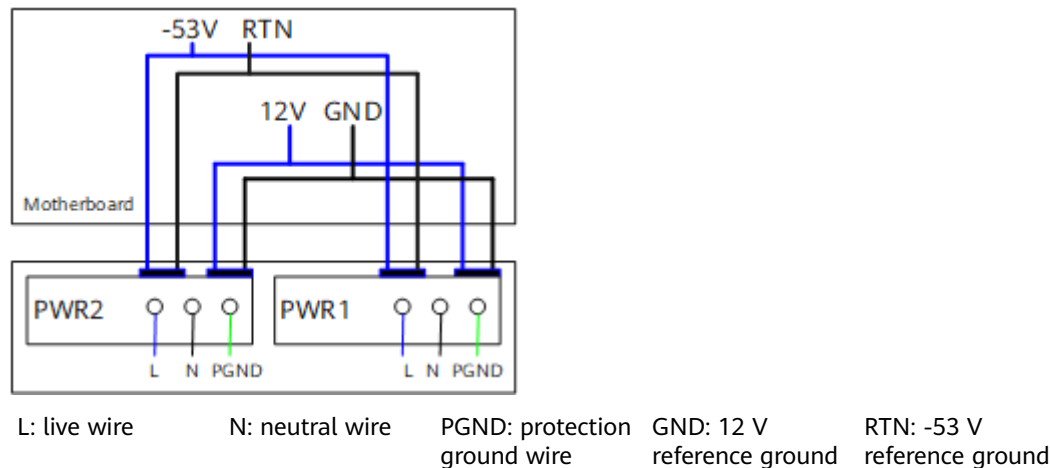 -53V RTN
12V GND
Motherboard
PWR2
PWR1
L N PGND
L N PGND
L: live wire
N: neutral wire
PGND: protection
ground wire
GND: 12 V
reference ground
RTN: -53 V
reference ground